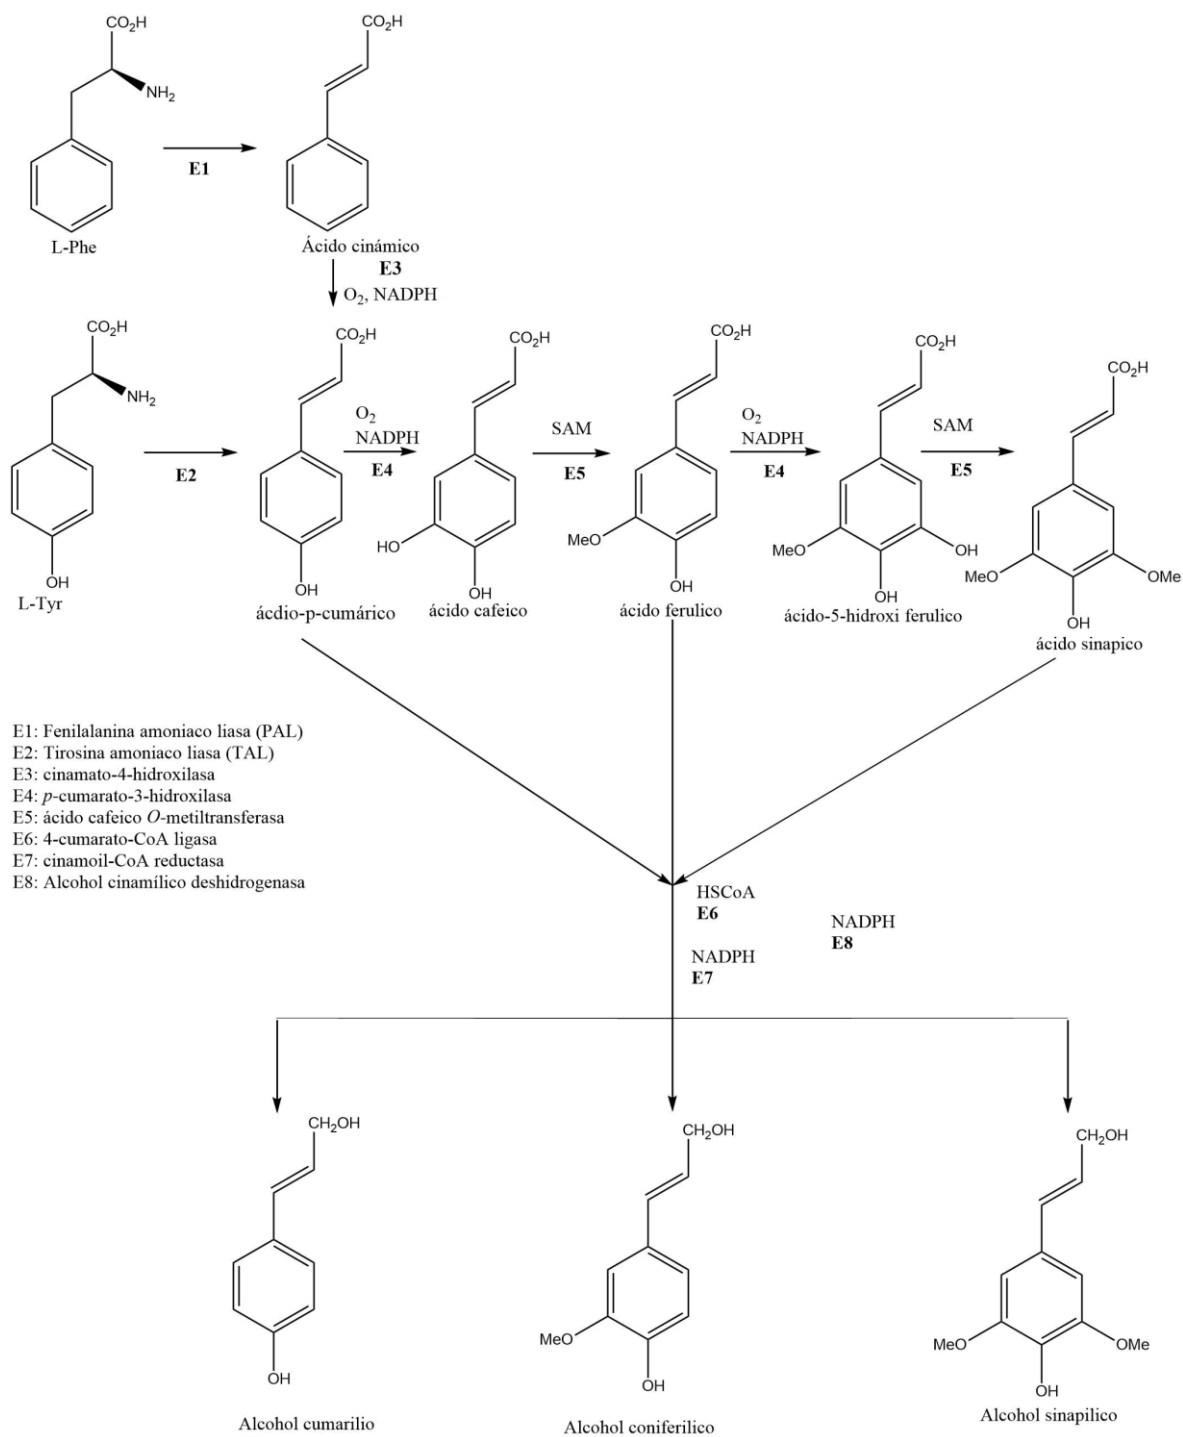 CO₂H
NH₂
L-Phe
E1
CO₂H
Ácido cinámico
E3
O₂, NADPH
CO₂H
NH₂
OH
L-Tyr
E2
CO₂H
OH
ácdio-p-cumárico
O₂
NADPH
E4
CO₂H
HO
OH
ácido cafeico
SAM
E5
CO₂H
MeO
OH
ácido ferulico
O₂
NADPH
E4
CO₂H
MeO
OH
OH
ácido-5-hidroxi ferulico
SAM
E5
CO₂H
MeO
OMe
OH
ácido sinapico
E1: Fenilalanina amoniaco liasa (PAL)
E2: Tirosina amoniaco liasa (TAL)
E3: cinamato-4-hidroxilasa
E4: p-cumarato-3-hidroxilasa
E5: ácido cafeico O-metiltransferasa
E6: 4-cumarato-CoA ligasa
E7: cinamoil-CoA reductasa
E8: Alcohol cinamílico deshidrogenasa
HSCoA
E6
NADPH
E7
NADPH
E8
CH₂OH
OH
Alcohol cumarilio
CH₂OH
MeO
OH
Alcohol coniferilico
CH₂OH
MeO
OMe
OH
Alcohol sinapilico